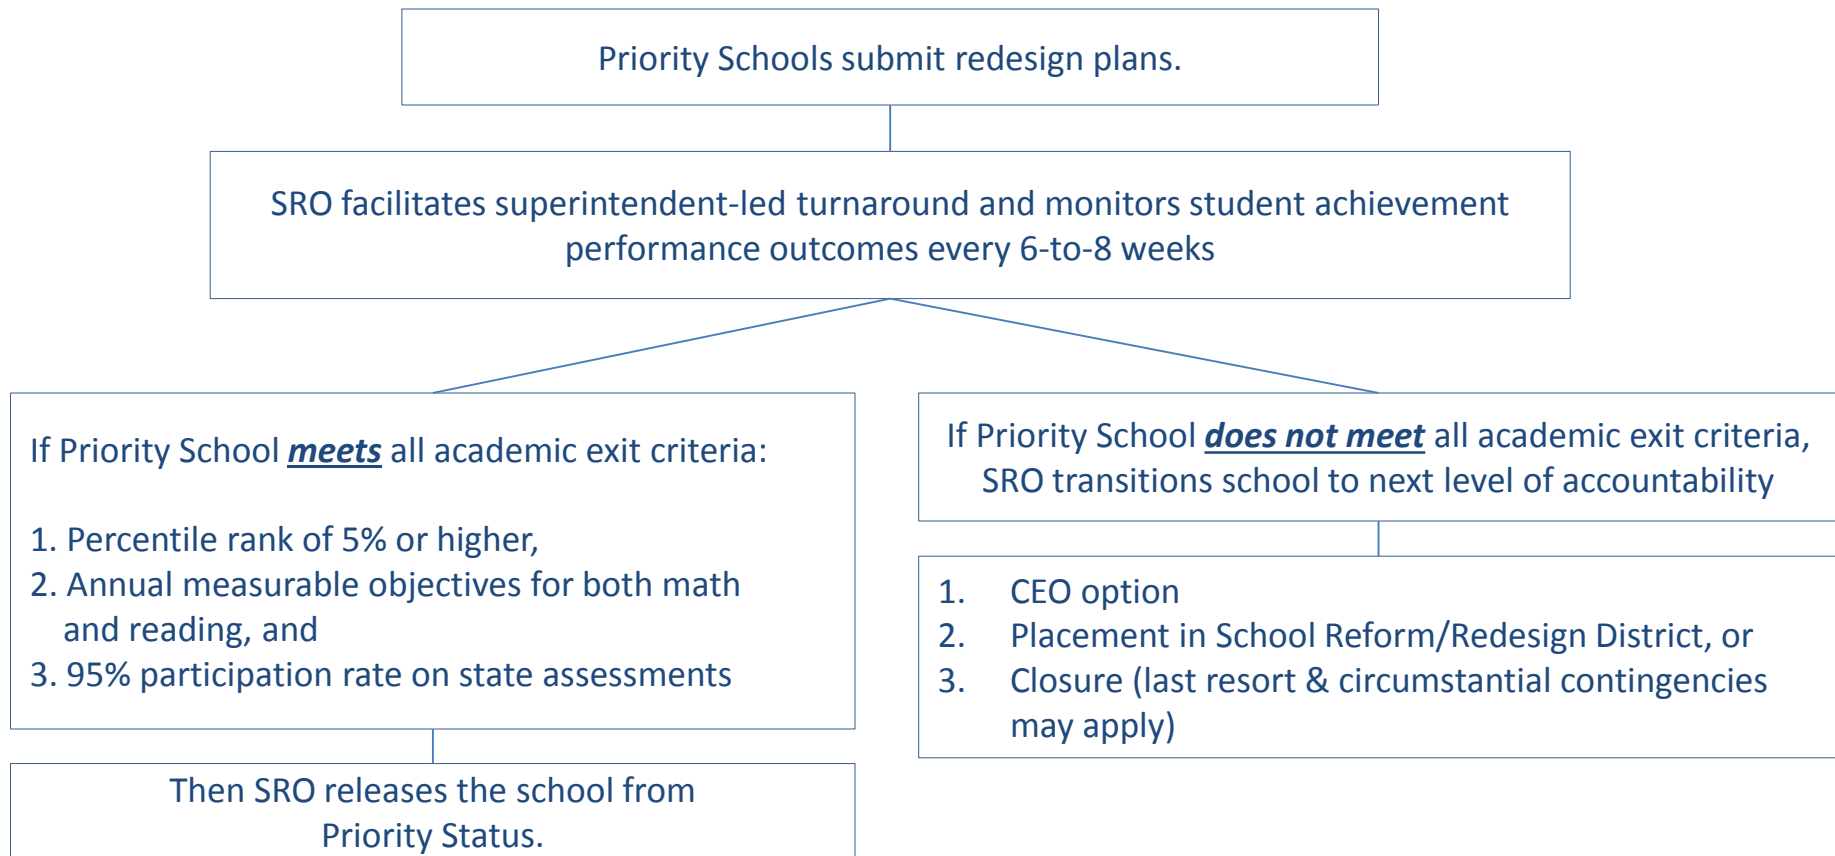 Priority Schools submit redesign plans.
SRO facilitates superintendent-led turnaround and monitors student achievement
performance outcomes every 6-to-8 weeks
If Priority School meets all academic exit criteria:
1. Percentile rank of 5% or higher,
2. Annual measurable objectives for both math
and reading, and
3. 95% participation rate on state assessments
Then SRO releases the school from
Priority Status.
If Priority School does not meet all academic exit criteria,
SRO transitions school to next level of accountability
1. CEO option
2. Placement in School Reform/Redesign District, or
3. Closure (last resort & circumstantial contingencies
may apply)